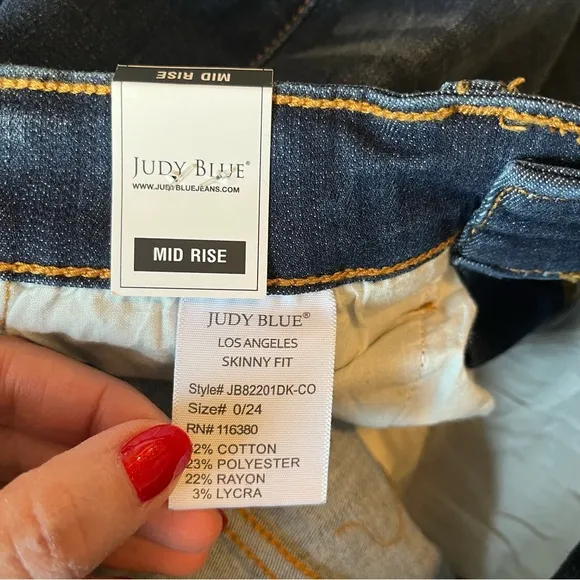 MID RISE
JUDY BLUE®
WWW.JUDYBLUEJEANS.COM
MID RISE
JUDY BLUE®
LOS ANGELES
SKINNY FIT
Style# JB82201DK-CO
Size# 0/24
RN# 116380
COTTON
23% POLYESTER
22% RAYON
3% LYCRA